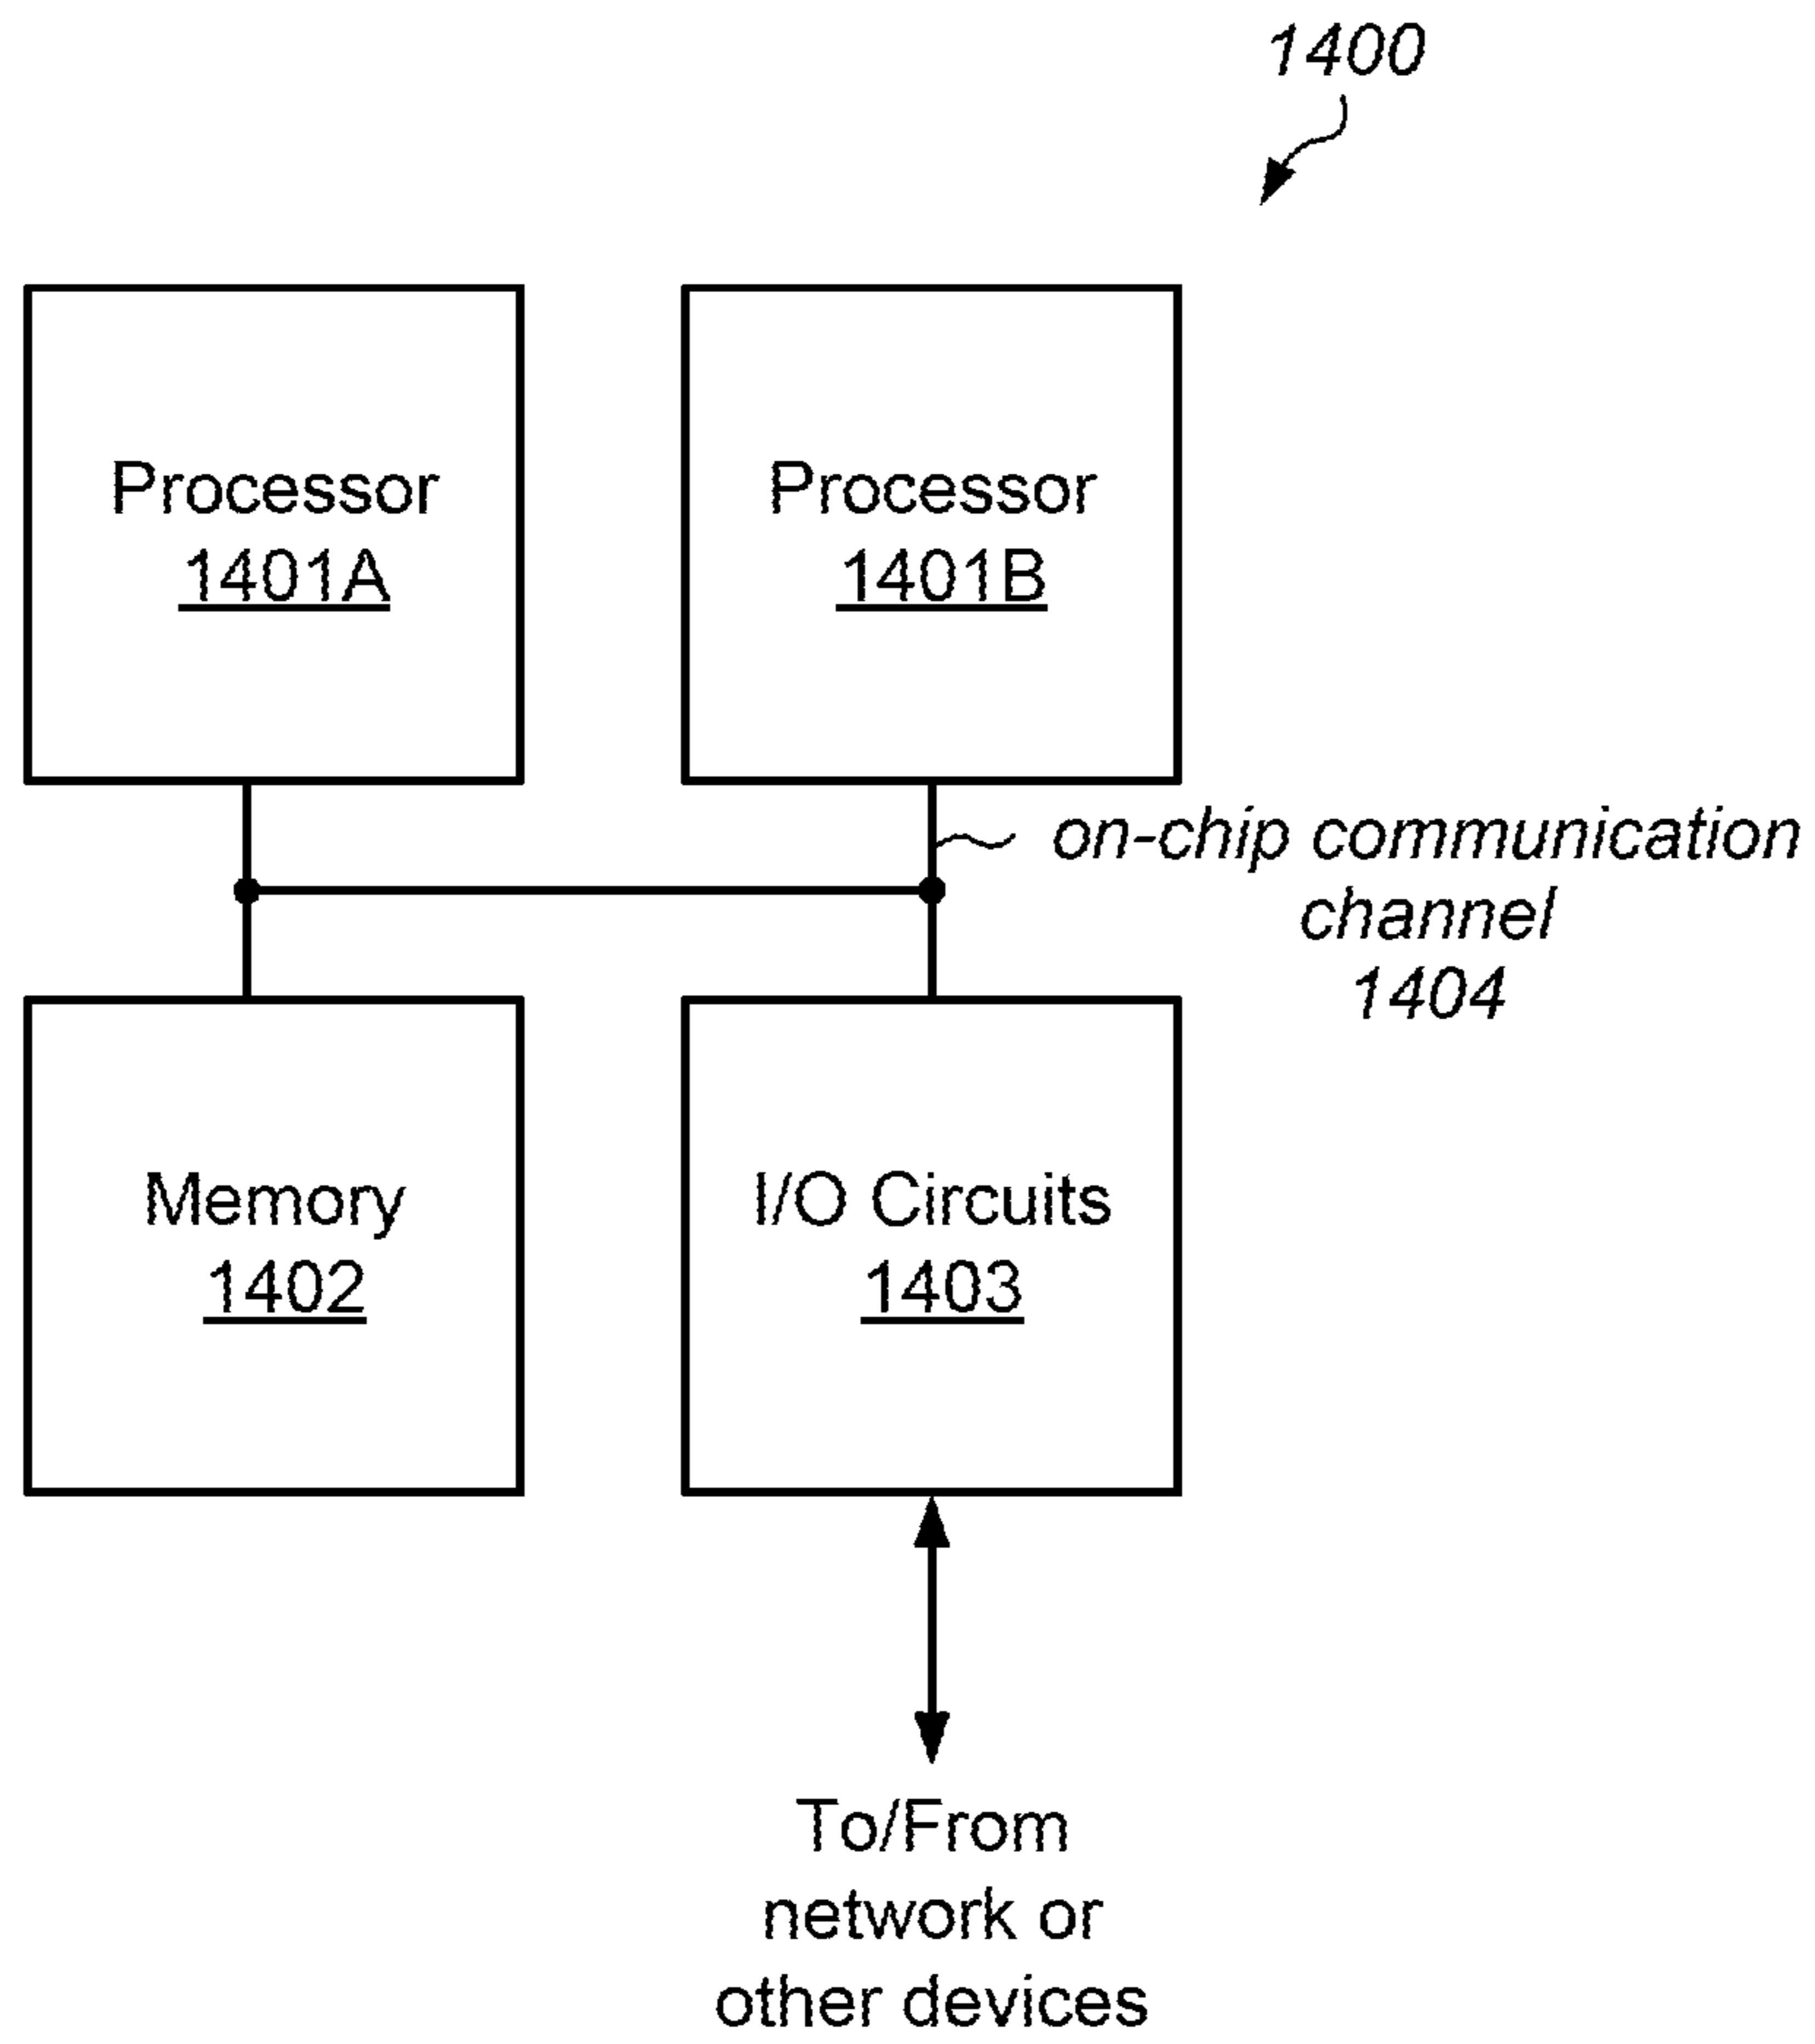 1400
Processor
1401A
Processor
1401B
on-chip communication
channel
1404
Memory
1402
I/O Circuits
1403
To/From
network or
other devices